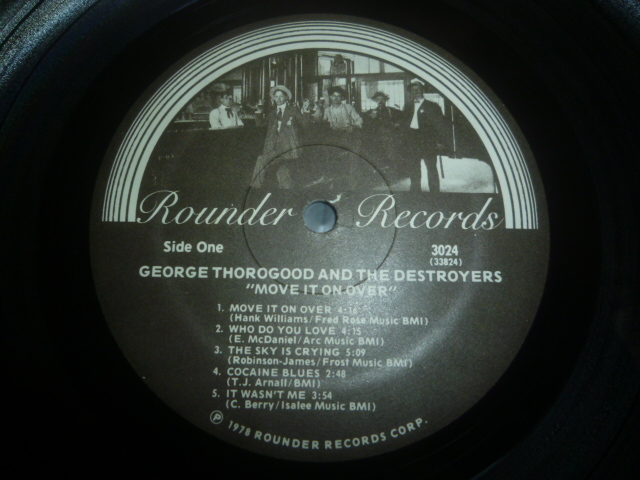 Rounder Records
Side One
3024
(33824)
GEORGE THOROGOOD AND THE DESTROYERS
"MOVE IT ON OVER"
1. MOVE IT ON OVER 4:16
(Hank Williams/Fred Rose Music BMI)
2. WHO DO YOU LOVE 4:15
(E. McDaniel/Arc Music BMI)
3. THE SKY IS CRYING 5:09
(Robinson-James/Frost Music BMI)
4. COCAINE BLUES 2:48
(T.J. Arnall/BMI)
5. IT WASN'T ME 3:54
(C. Berry/Isalee Music BMI)
℗ 1978 ROUNDER RECORDS CORP.